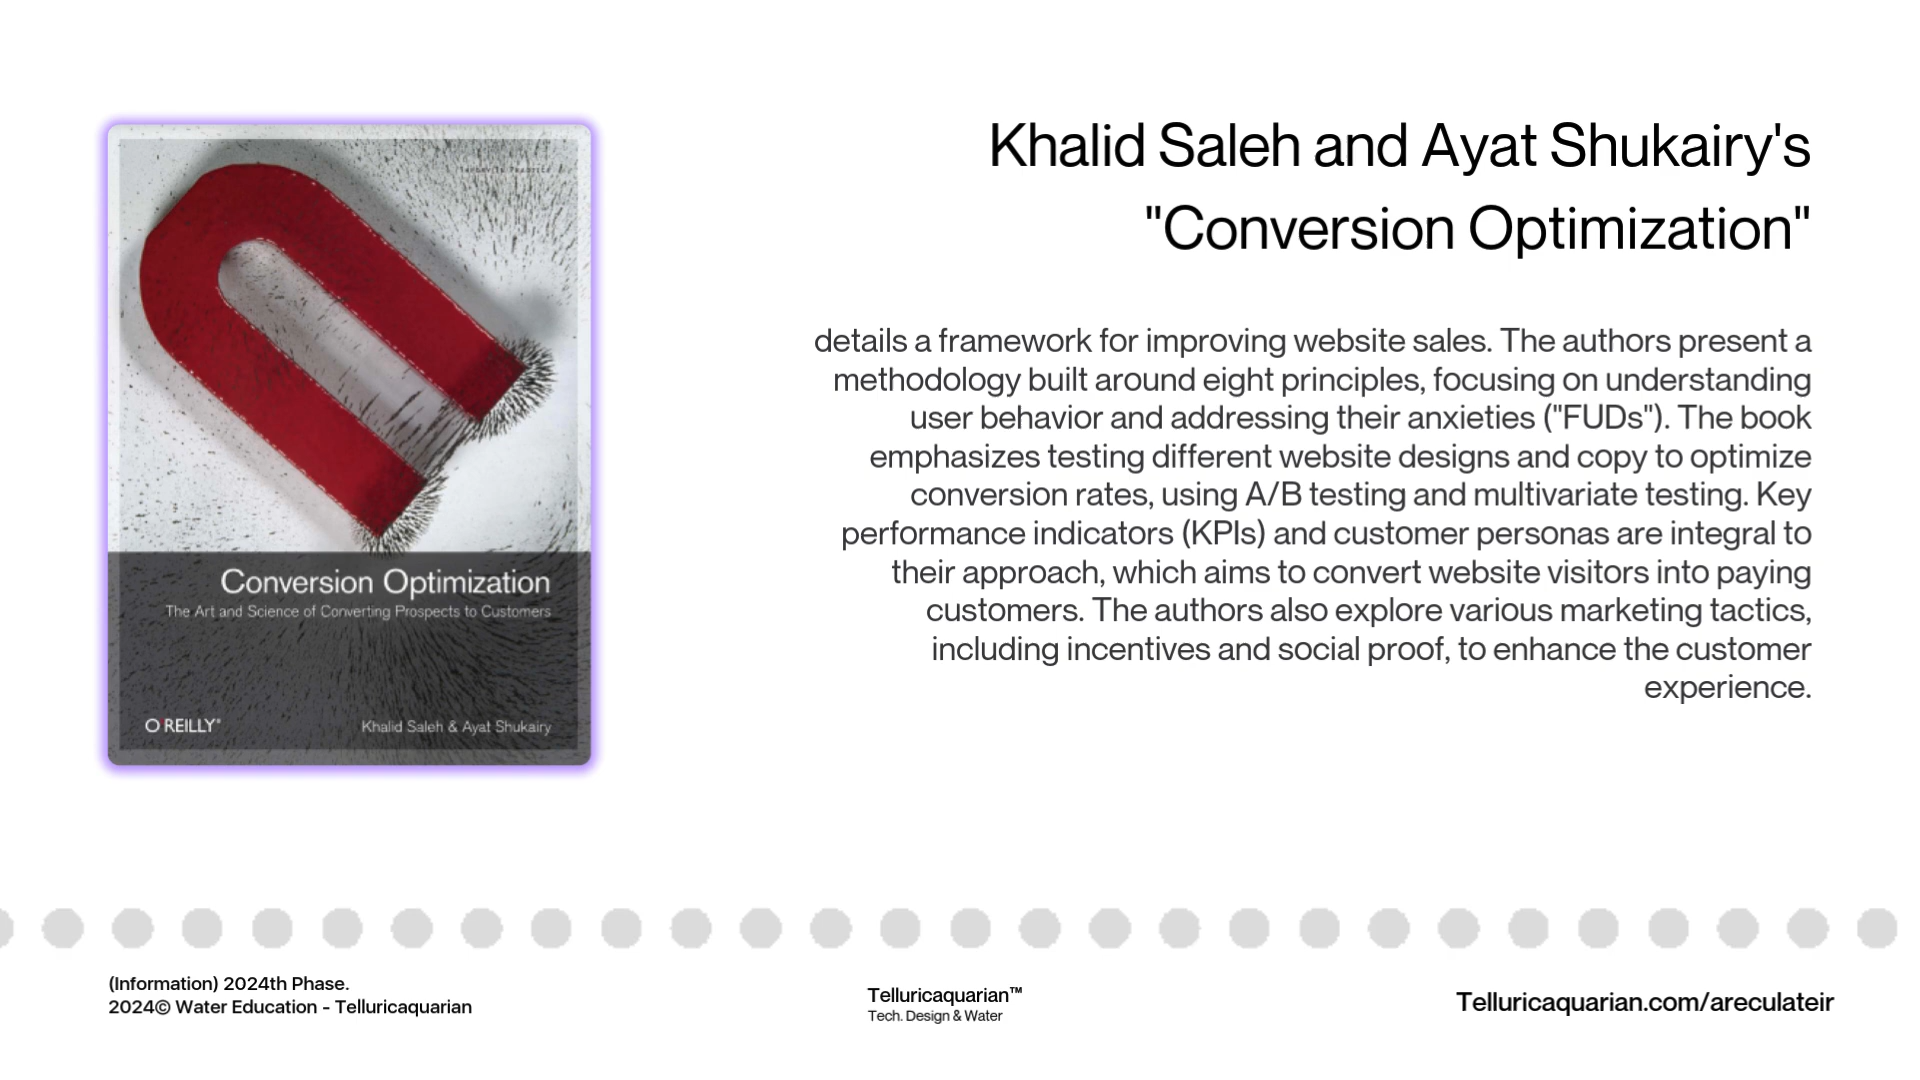 THEORY IN PRACTICE
Conversion Optimization
The Art and Science of Converting Prospects to Customers
O'REILLY®
Khalid Saleh & Ayat Shukairy
Khalid Saleh and Ayat Shukairy's
"Conversion Optimization"
details a framework for improving website sales. The authors present a
methodology built around eight principles, focusing on understanding
user behavior and addressing their anxieties ("FUDs"). The book
emphasizes testing different website designs and copy to optimize
conversion rates, using A/B testing and multivariate testing. Key
performance indicators (KPIs) and customer personas are integral to
their approach, which aims to convert website visitors into paying
customers. The authors also explore various marketing tactics,
including incentives and social proof, to enhance the customer
experience.
(Information) 2024th Phase.
2024© Water Education - Telluricaquarian
Telluricaquarian™
Tech. Design & Water
Telluricaquarian.com/areculateir